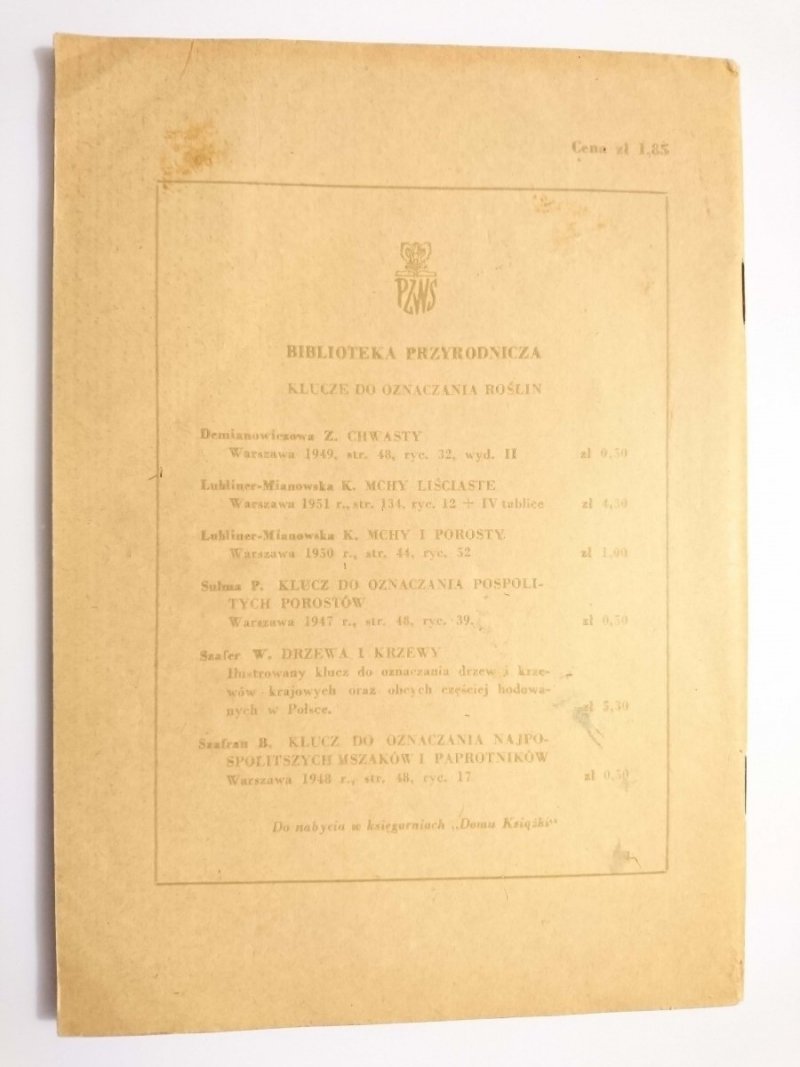 Cena zł 1,85
PZWS
BIBLIOTEKA PRZYRODNICZA
KLUCZE DO OZNACZANIA ROŚLIN
Demianowiczowa Z. CHWASTY
Warszawa 1949, str. 48, ryc. 32, wyd. II zł 0,50
Lubliner-Mianowska K. MCHY LIŚCIASTE
Warszawa 1951 r., str. 134, ryc. 12 + IV tablice zł 4,50
Lubliner-Mianowska K. MCHY I POROSTY
Warszawa 1950 r., str. 44, ryc. 52 zł 1,00
Sulma P. KLUCZ DO OZNACZANIA POSPOLI-
TYCH POROSTÓW
Warszawa 1947 r., str. 48, ryc. 39. zł 0,50
Szafer W. DRZEWA I KRZEWY
Ilustrowany klucz do oznaczania drzew i krze-
wów krajowych oraz obcych częściej hodowa-
nych w Polsce. zł 5,30
Szafran B. KLUCZ DO OZNACZANIA NAJPO-
SPOLITSZYCH MSZAKÓW I PAPROTNIKÓW
Warszawa 1948 r., str. 48, ryc. 17 zł 0,50
Do nabycia w księgarniach „Domu Książki"